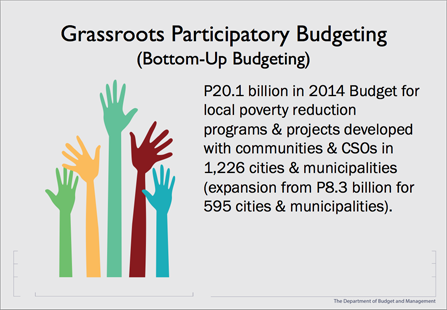 Grassroots Participatory Budgeting
(Bottom-Up Budgeting)
P20.1 billion in 2014 Budget for
local poverty reduction
programs & projects developed
with communities & CSOs in
1,226 cities & municipalities
(expansion from P8.3 billion for
595 cities & municipalities).
The Department of Budget and Management